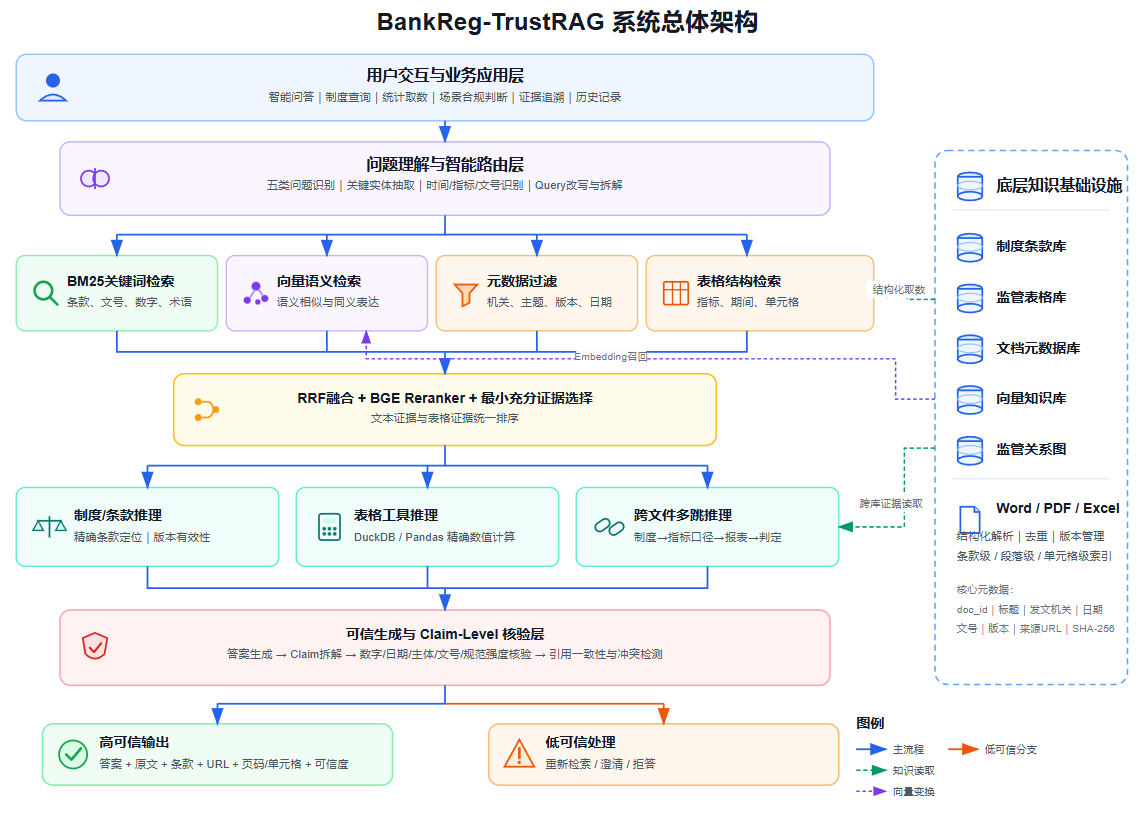 BankReg-TrustRAG 系统总体架构
用户交互与业务应用层
智能问答｜制度查询｜统计取数｜场景合规判断｜证据追溯｜历史记录
问题理解与智能路由层
五类问题识别｜关键实体抽取｜时间/指标/文号识别｜Query改写与拆解
BM25关键词检索
条款、文号、数字、术语
向量语义检索
语义相似与同义表达
元数据过滤
机关、主题、版本、日期
表格结构检索
指标、期间、单元格
结构化取数
Embedding召回
RRF融合 + BGE Reranker + 最小充分证据选择
文本证据与表格证据统一排序
制度/条款推理
精确条款定位｜版本有效性
表格工具推理
DuckDB / Pandas 精确数值计算
跨文件多跳推理
制度→指标口径→报表→判定
跨库证据读取
可信生成与 Claim-Level 核验层
答案生成 → Claim拆解 → 数字/日期/主体/文号/规范强度核验 → 引用一致性与冲突检测
高可信输出
答案 + 原文 + 条款 + URL + 页码/单元格 + 可信度
低可信处理
重新检索 / 澄清 / 拒答
底层知识基础设施
制度条款库
监管表格库
文档元数据库
向量知识库
监管关系图
Word / PDF / Excel
结构化解析｜去重｜版本管理
条款级 / 段落级 / 单元格级索引
核心元数据：
doc_id｜标题｜发文机关｜日期
文号｜版本｜来源URL｜SHA-256
图例
主流程
低可信分支
知识读取
向量变换